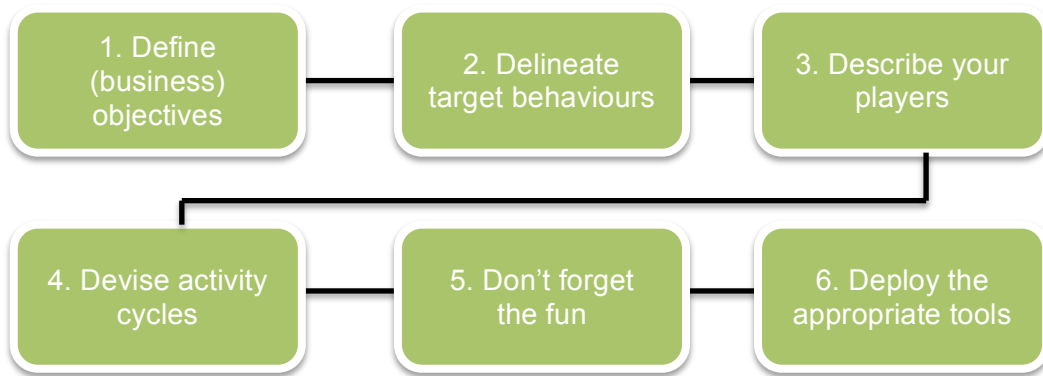 1. Define
(business)
objectives
2. Delineate
target behaviours
3. Describe your
players
4. Devise activity
cycles
5. Don’t forget
the fun
6. Deploy the
appropriate tools